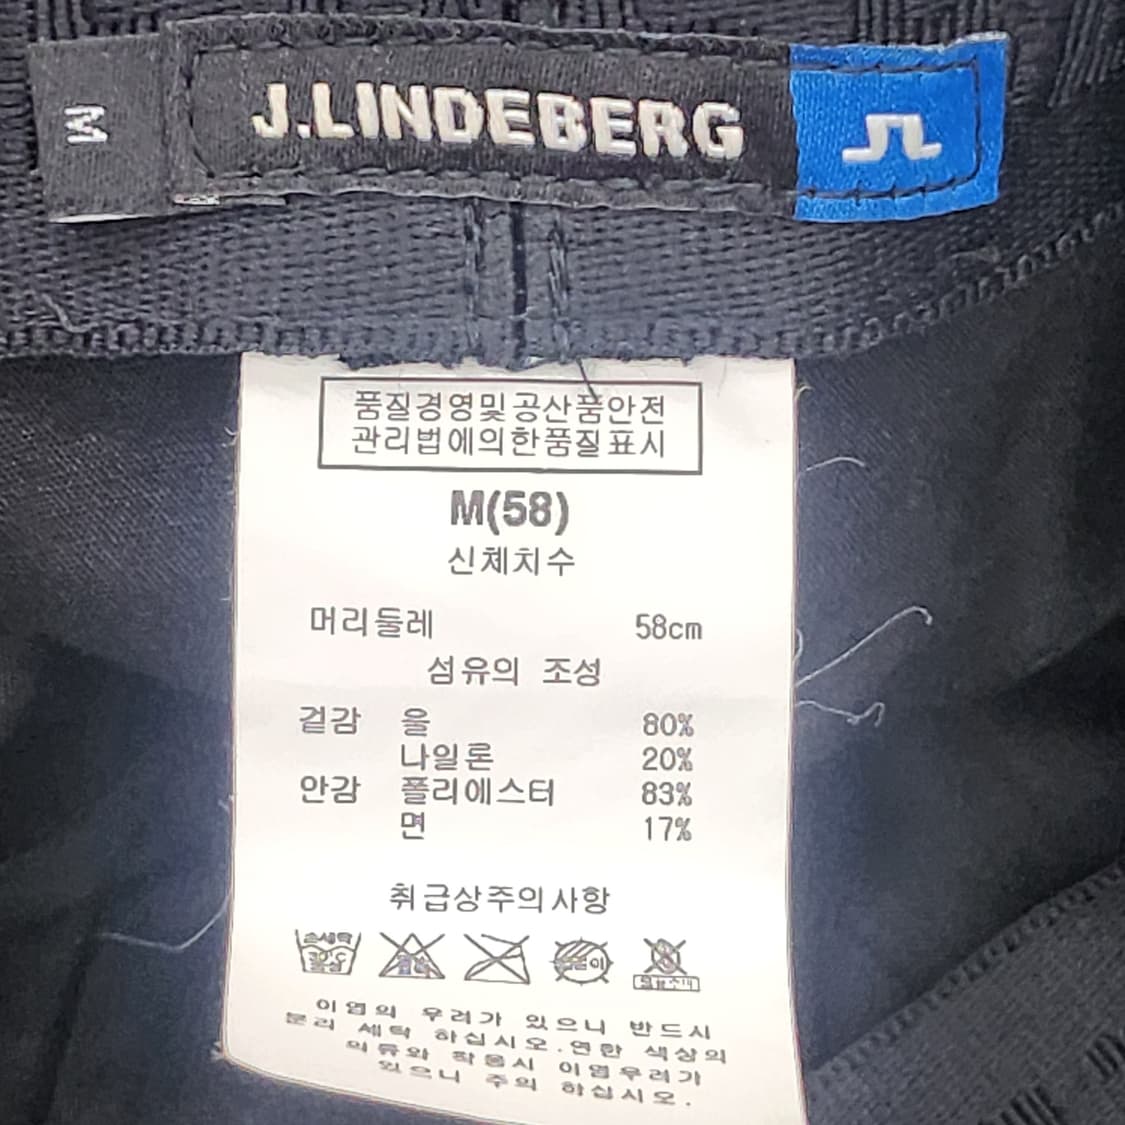 M
J.LINDEBERG
품질경영및공산품안전
관리법에의한품질표시
M(58)
신체치수
머리둘레 58cm
섬유의 조성
겉감 울 80%
나일론 20%
안감 폴리에스터 83%
면 17%
취급상주의사항
손세탁
이염의 우려가 있으니 반드시
분리 세탁 하십시오.연한 색상의
의류와 착용시 이염우려가
있으니 주의 하십시오.